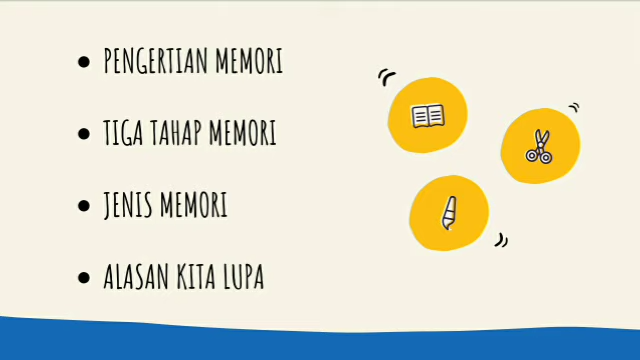 PENGERTIAN MEMORI
TIGA TAHAP MEMORI
JENIS MEMORI
ALASAN KITA LUPA